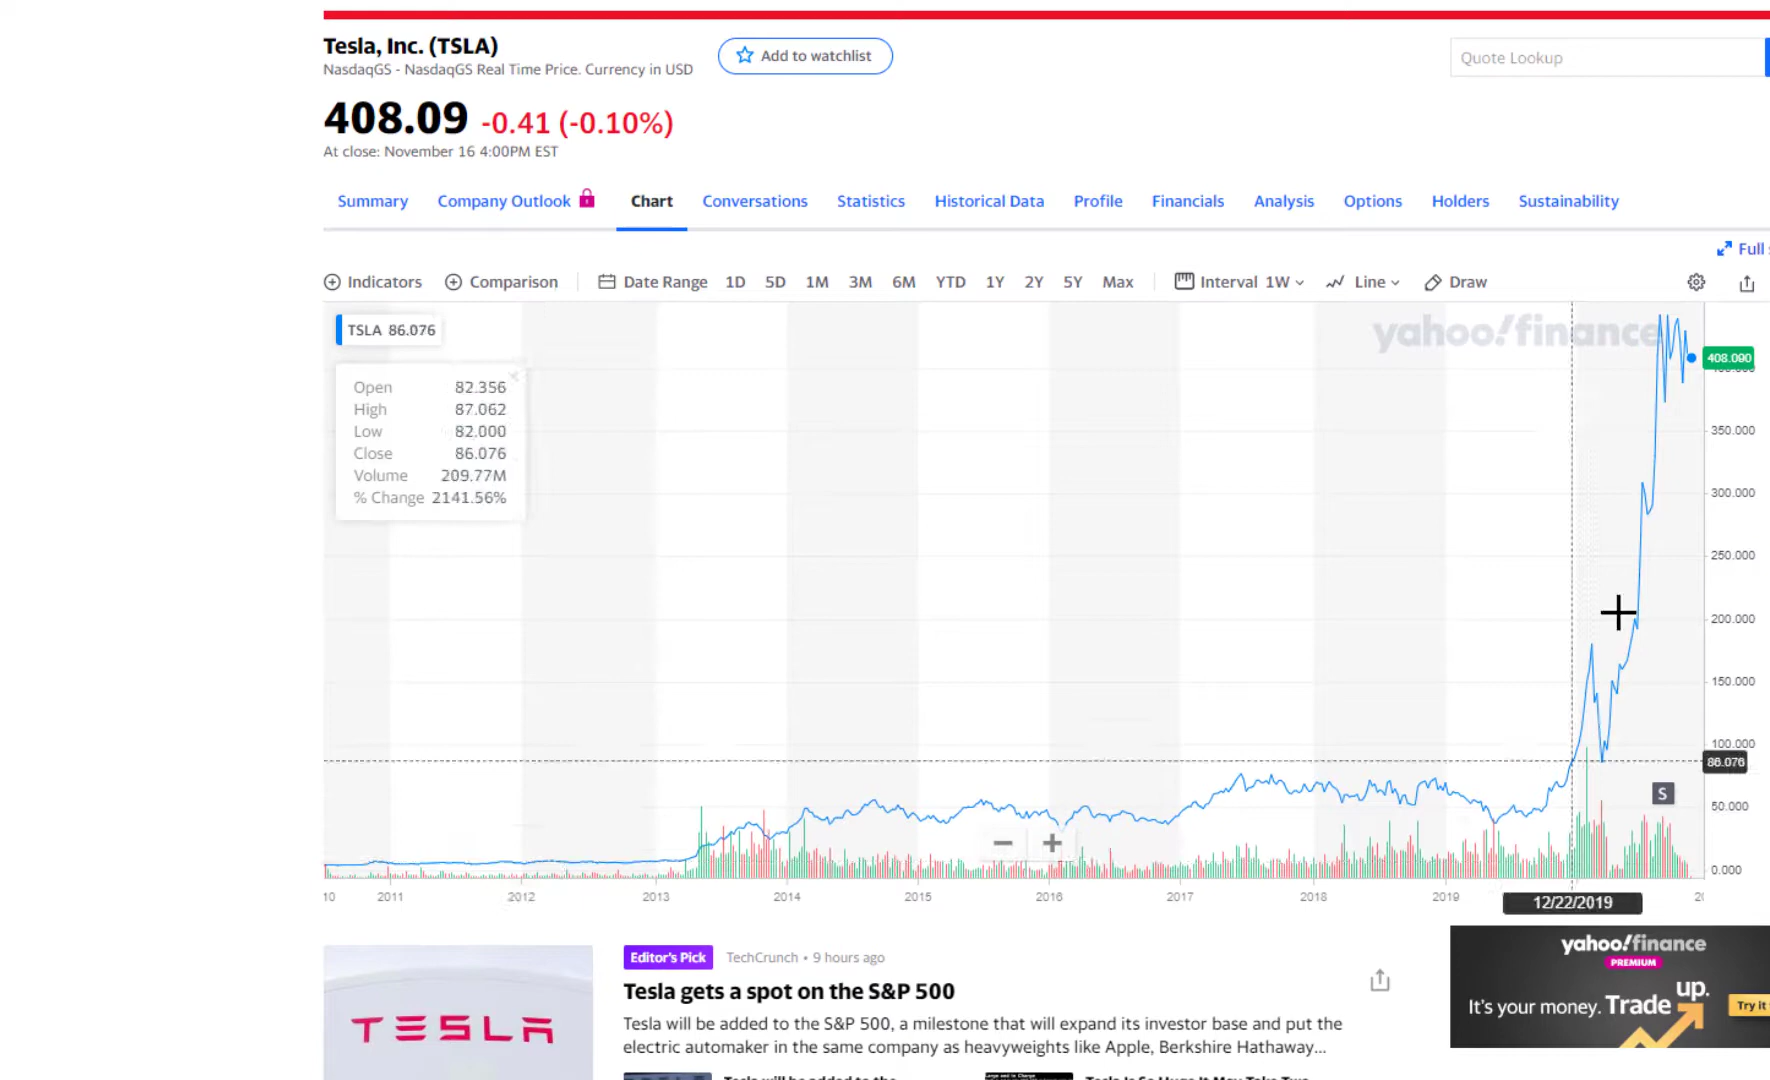 Tesla, Inc. (TSLA)
Add to watchlist
NasdaqGS - NasdaqGS Real Time Price. Currency in USD
Quote Lookup
408.09 -0.41 (-0.10%)
At close: November 16 4:00PM EST
Summary Company Outlook Chart Conversations Statistics Historical Data Profile Financials Analysis Options Holders Sustainability
Full
Indicators Comparison Date Range 1D 5D 1M 3M 6M YTD 1Y 2Y 5Y Max Interval 1W Line Draw
TSLA 86.076
yahoo!finance
Open 82.356
High 87.062
Low 82.000
Close 86.076
Volume 209.77M
% Change 2141.56%
408.090
350.000
300.000
250.000
200.000
150.000
100.000
86.076
S
50.000
0.000
10 2011 2012 2013 2014 2015 2016 2017 2018 2019 12/22/2019
TESLA
Editor's Pick TechCrunch • 9 hours ago
Tesla gets a spot on the S&P 500
Tesla will be added to the S&P 500, a milestone that will expand its investor base and put the
electric automaker in the same company as heavyweights like Apple, Berkshire Hathaway...
yahoo!finance
PREMIUM
It's your money. Trade up.
Try it